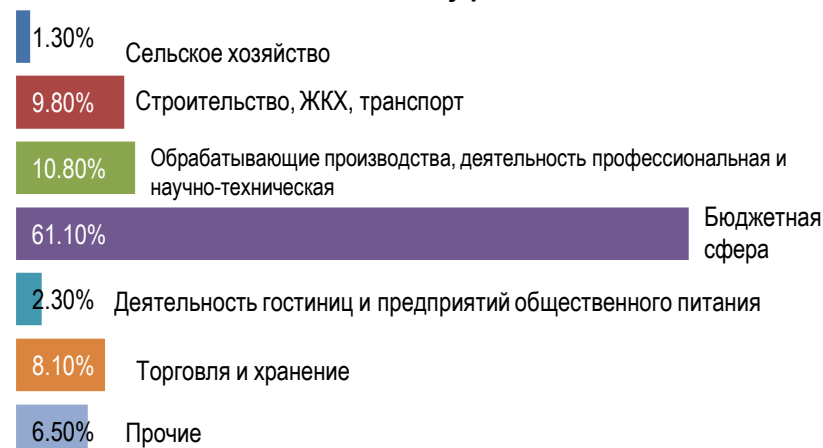 1.30%
Сельское хозяйство
9.80%
Строительство, ЖКХ, транспорт
10.80%
Обрабатывающие производства, деятельность профессиональная и
научно-техническая
61.10%
Бюджетная
сфера
2.30%
Деятельность гостиниц и предприятий общественного питания
8.10%
Торговля и хранение
6.50%
Прочие